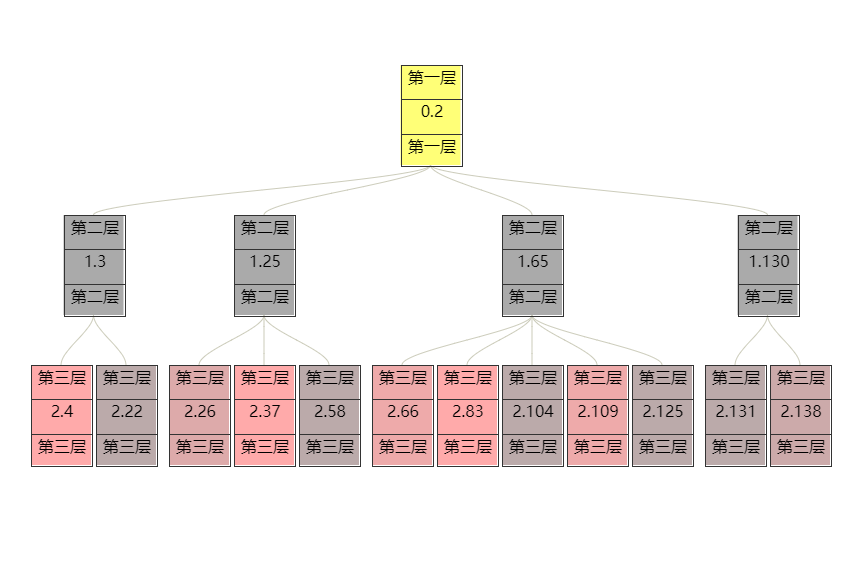 第一层
0.2
第一层
第二层 第二层 第二层 第二层
1.3 1.25 1.65 1.130
第二层 第二层 第二层 第二层
第三层 第三层 第三层 第三层 第三层 第三层 第三层 第三层 第三层 第三层 第三层 第三层
2.4 2.22 2.26 2.37 2.58 2.66 2.83 2.104 2.109 2.125 2.131 2.138
第三层 第三层 第三层 第三层 第三层 第三层 第三层 第三层 第三层 第三层 第三层 第三层